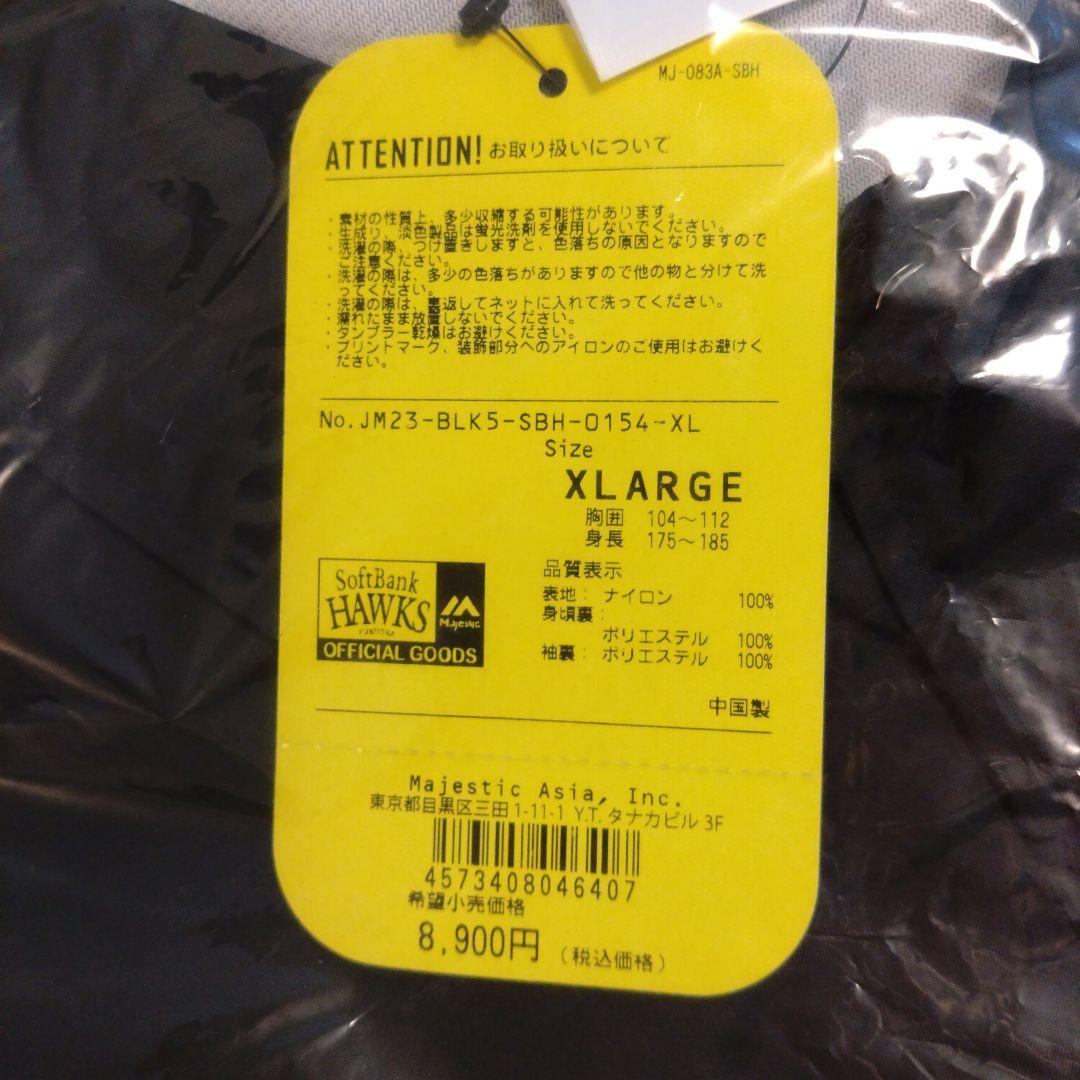 MJ-083A-SBH
ATTENTION! お取り扱いについて
・素材の性質上、多少収縮する可能性があります。
・生成り、淡色製品は蛍光洗剤を使用しないでください。
・洗濯の際、つけ置きしますと、色落ちの原因となりますので
ご注意ください。
・洗濯の際は、多少の色落ちがありますので他の物と分けて洗
ってください。
・洗濯の際は、裏返してネットに入れて洗ってください。
・濡れたまま放置しないでください。
・タンブラー乾燥はお避けください。
・プリントマーク、装飾部分へのアイロンのご使用はお避けく
ださい。
No.JM23-BLK5-SBH-0154-XL
Size
XLARGE
胸囲 104～112
身長 175～185
品質表示
表地： ナイロン 100%
身頃裏：
ポリエステル 100%
袖裏： ポリエステル 100%
SoftBank
HAWKS
FUKUOKA
Majestic
OFFICIAL GOODS
中国製
Majestic Asia, Inc.
東京都目黒区三田1-11-1 Y.T.タナカビル3F
4573408046407
希望小売価格
8,900円（税込価格）